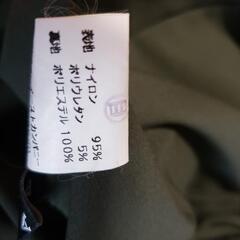 表地 ナイロン 95%
ポリウレタン 5%
裏地 ポリエステル 100%